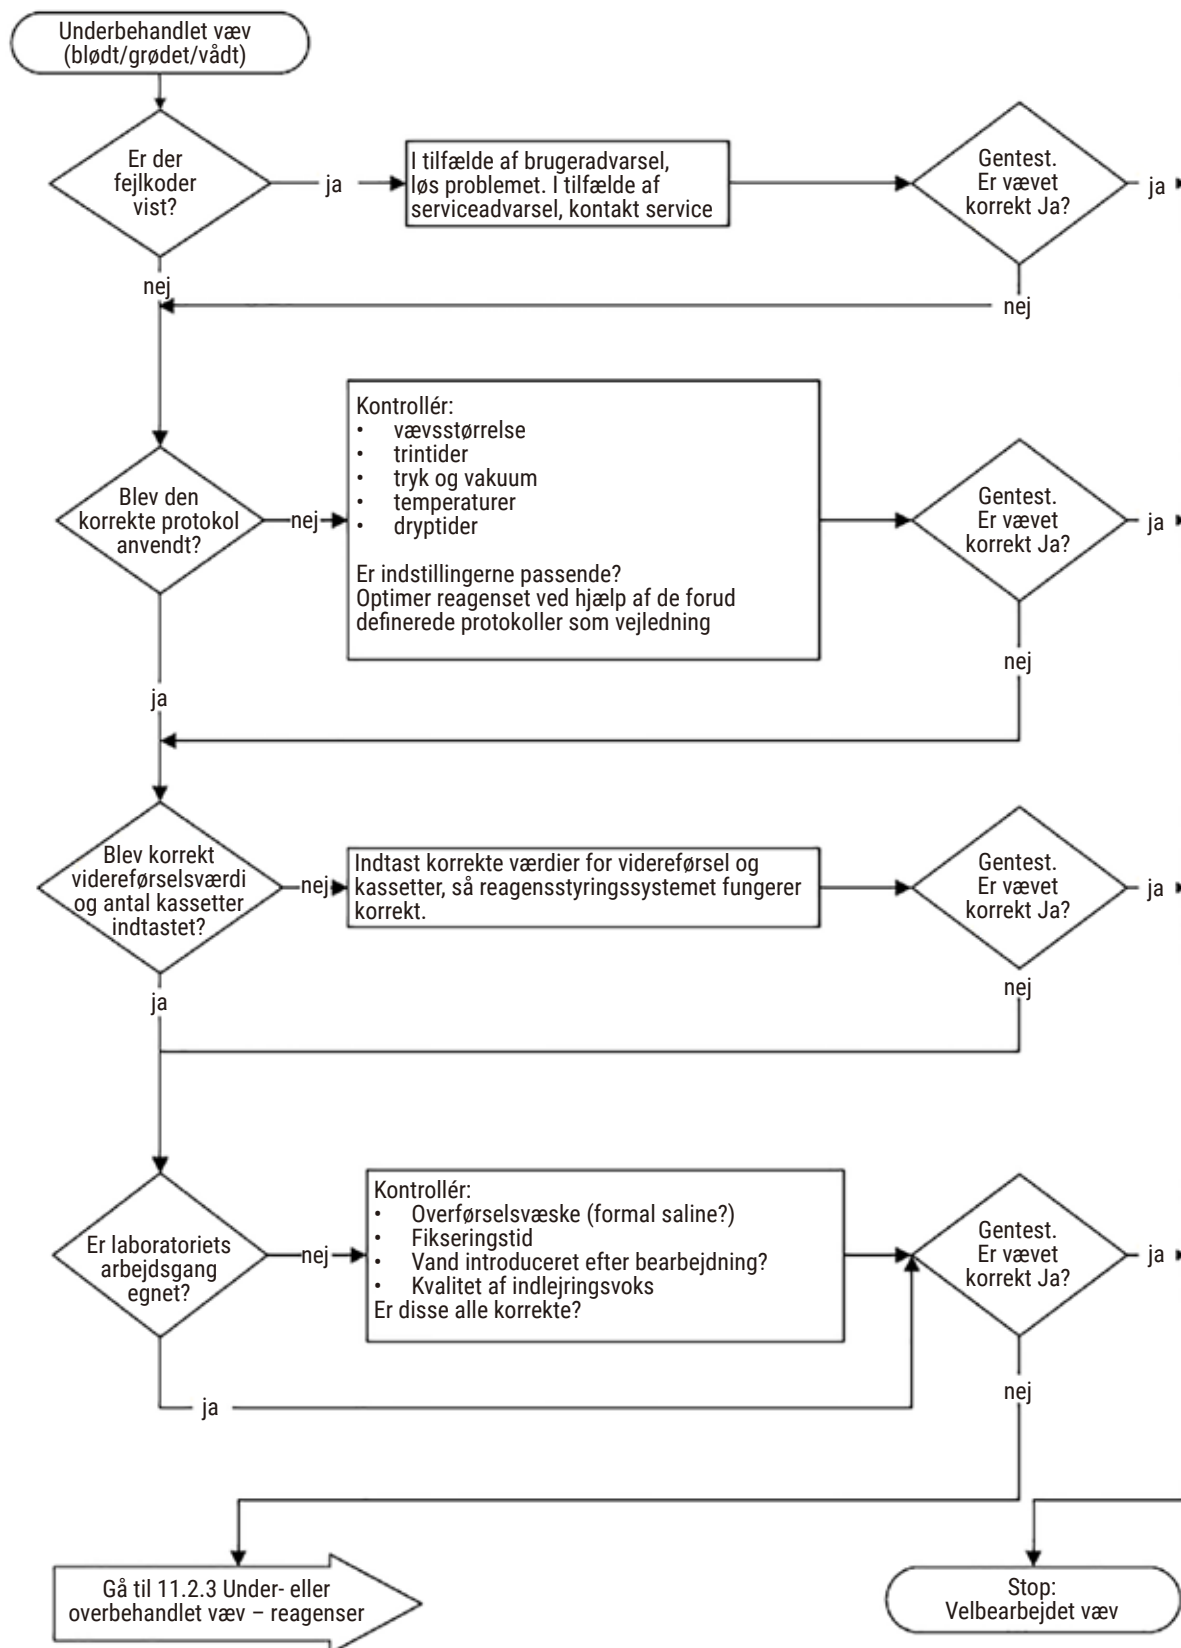 Underbehandlet væv
(blødt/grødet/vådt)
Er der
fejlkoder
vist?
ja
I tilfælde af brugeradvarsel,
løs problemet. I tilfælde af
serviceadvarsel, kontakt service
Gentest.
Er vævet
korrekt Ja?
ja
nej
nej
Blev den
korrekte protokol
anvendt?
nej
Kontrollér:
• vævsstørrelse
• trintider
• tryk og vakuum
• temperaturer
• dryptider
Er indstillingerne passende?
Optimer reagenset ved hjælp af de forud
definerede protokoller som vejledning
Gentest.
Er vævet
korrekt Ja?
ja
nej
ja
Blev korrekt
videreførselsværdi
og antal kassetter
indtastet?
nej
Indtast korrekte værdier for videreførsel og
kassetter, så reagensstyringssystemet fungerer
korrekt.
Gentest.
Er vævet
korrekt Ja?
ja
nej
ja
Er laboratoriets
arbejdsgang
egnet?
nej
Kontrollér:
• Overførselsvæske (formal saline?)
• Fikseringstid
• Vand introduceret efter bearbejdning?
• Kvalitet af indlejringsvoks
Er disse alle korrekte?
Gentest.
Er vævet
korrekt Ja?
ja
nej
ja
Gå til 11.2.3 Under- eller
overbehandlet væv – reagenser
Stop:
Velbearbejdet væv